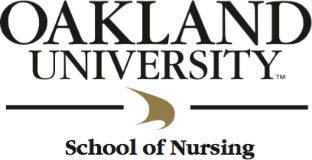 OAKLAND
UNIVERSITY™
School of Nursing